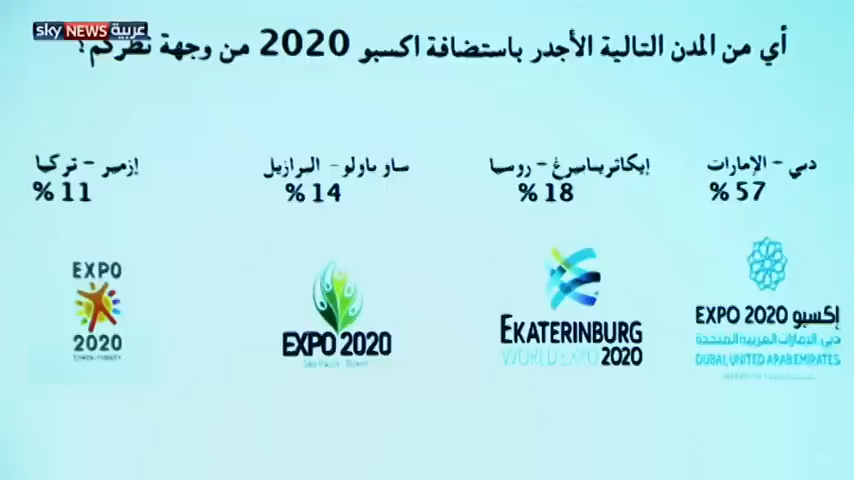 sky NEWS عربية
أي من المدن التالية الأجدر باستضافة اكسبو 2020 من وجهة نظركم؟
دبي - الإمارات
% 57
إيكاتريتابيرغ - روسيا
% 18
ساو باولو - البرازيل
% 14
إزمير - تركيا
% 11
EXPO 2020 إكسبو
دبي، الإمارات العربية المتحدة
DUBAI, UNITED ARAB EMIRATES
EKATERINBURG
WORLD EXPO 2020
EXPO 2020
EXPO
2020